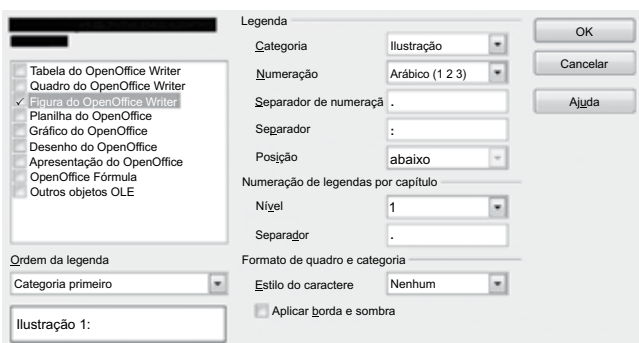 Tabela do OpenOffice Writer
Quadro do OpenOffice Writer
Figura do OpenOffice Writer
Planilha do OpenOffice
Gráfico do OpenOffice
Desenho do OpenOffice
Apresentação do OpenOffice
OpenOffice Fórmula
Outros objetos OLE
Ordem da legenda
Categoria primeiro
Ilustração 1:
Legenda
Categoria Ilustração
Numeração Arábico (1 2 3)
Separador de numeraçã .
Separador :
Posição abaixo
Numeração de legendas por capítulo
Nível 1
Separador .
Formato de quadro e categoria
Estilo do caractere Nenhum
Aplicar borda e sombra
OK
Cancelar
Ajuda